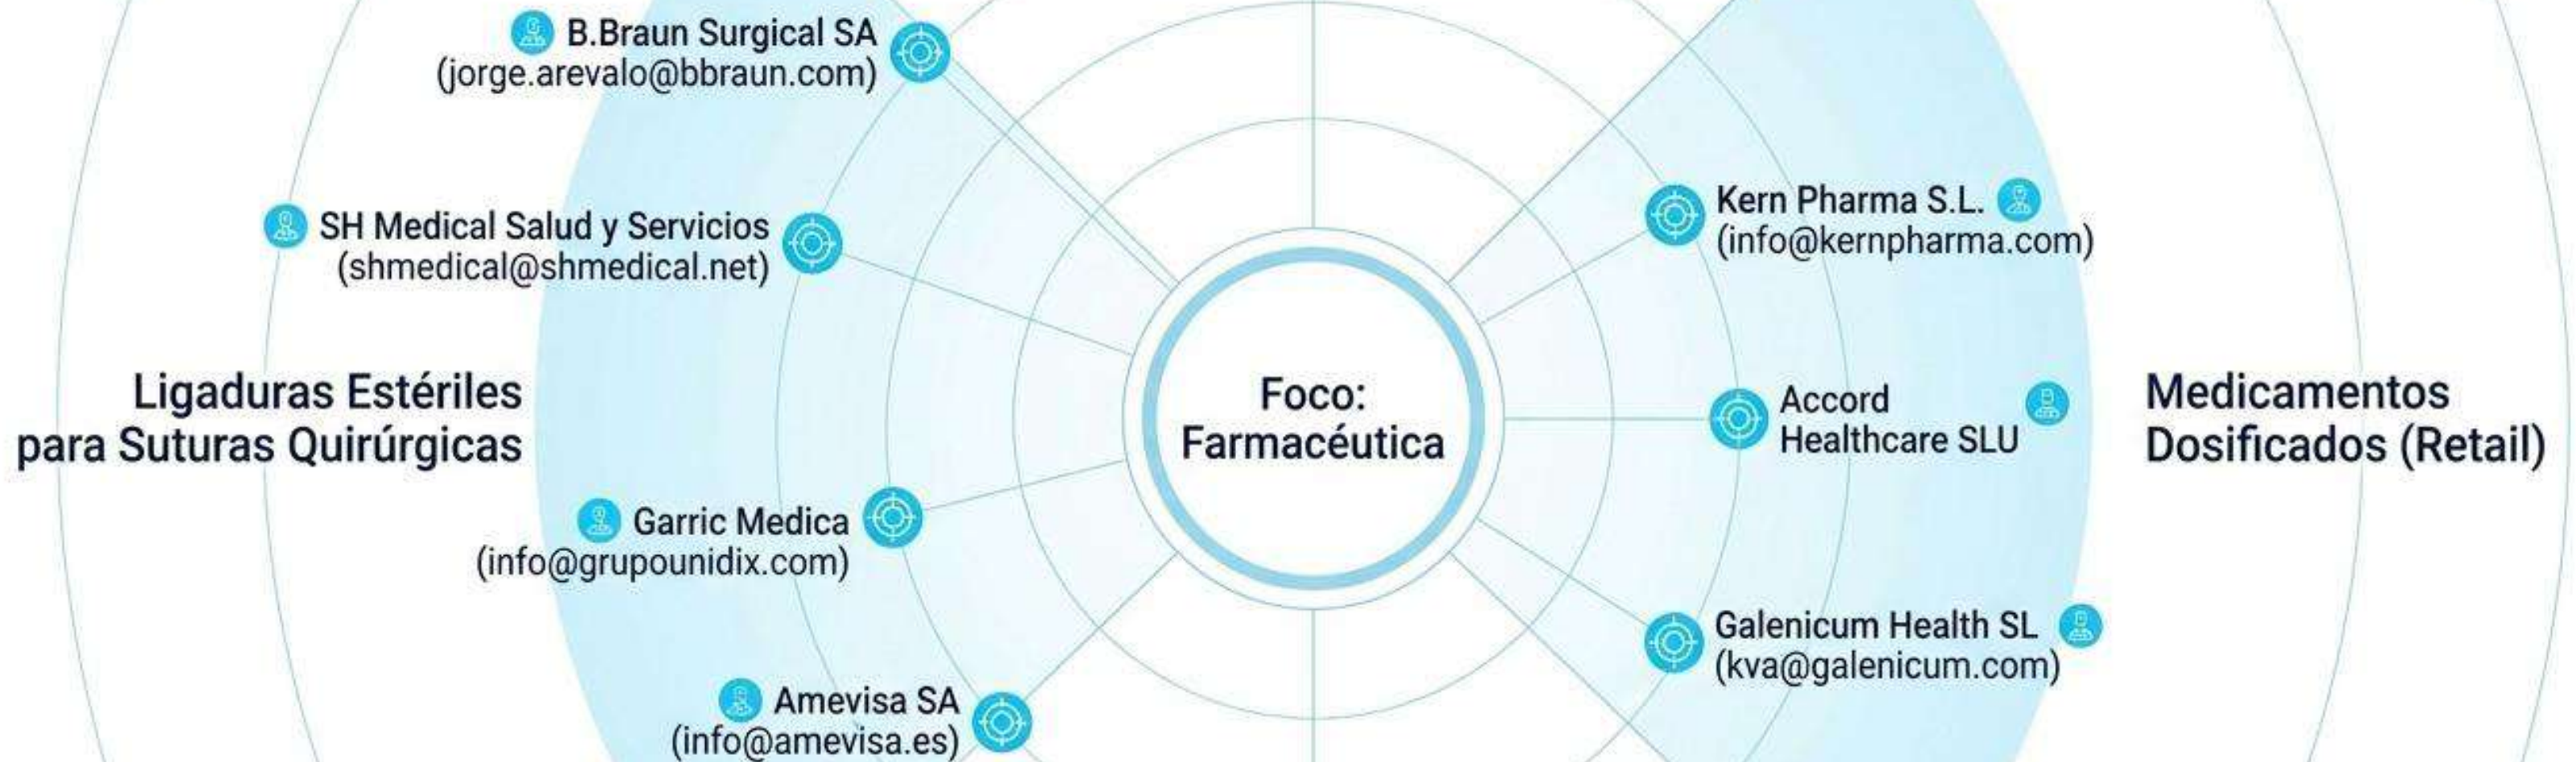 B.Braun Surgical SA
(jorge.arevalo@bbraun.com)
SH Medical Salud y Servicios
(shmedical@shmedical.net)
Ligaduras Estériles
para Suturas Quirúrgicas
Garric Medica
(info@grupounidix.com)
Amevisa SA
(info@amevisa.es)
Foco:
Farmacéutica
Kern Pharma S.L.
(info@kernpharma.com)
Accord
Healthcare SLU
Galenicum Health SL
(kva@galenicum.com)
Medicamentos
Dosificados (Retail)